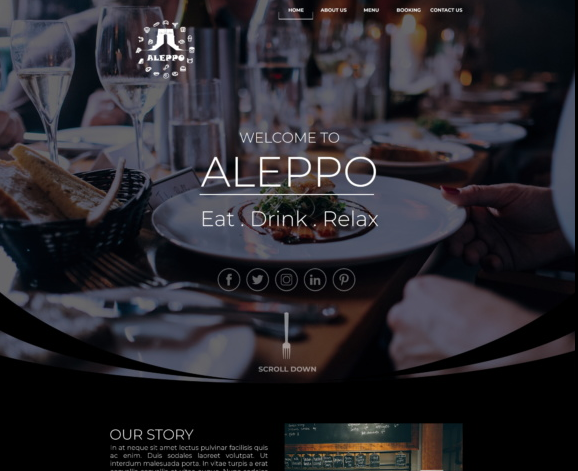 HOME ABOUT US MENU BOOKING CONTACT US
ALEPPO
WELCOME TO
ALEPPO
Eat . Drink . Relax
SCROLL DOWN
OUR STORY
In at neque sit amet lectus pulvinar facilisis quis
ac enim. Duis sodales laoreet volutpat. Ut
interdum malesuada porta. In vitae turpis a erat